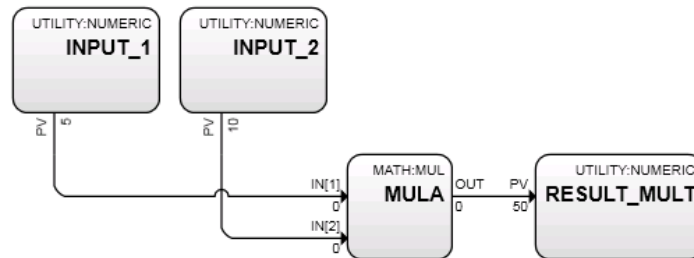 UTILITY:NUMERIC
INPUT_1
UTILITY:NUMERIC
INPUT_2
PV
5
PV
10
IN[1]
0
IN[2]
0
MATH:MUL
MULA
OUT
0
PV
50
UTILITY:NUMERIC
RESULT_MULT